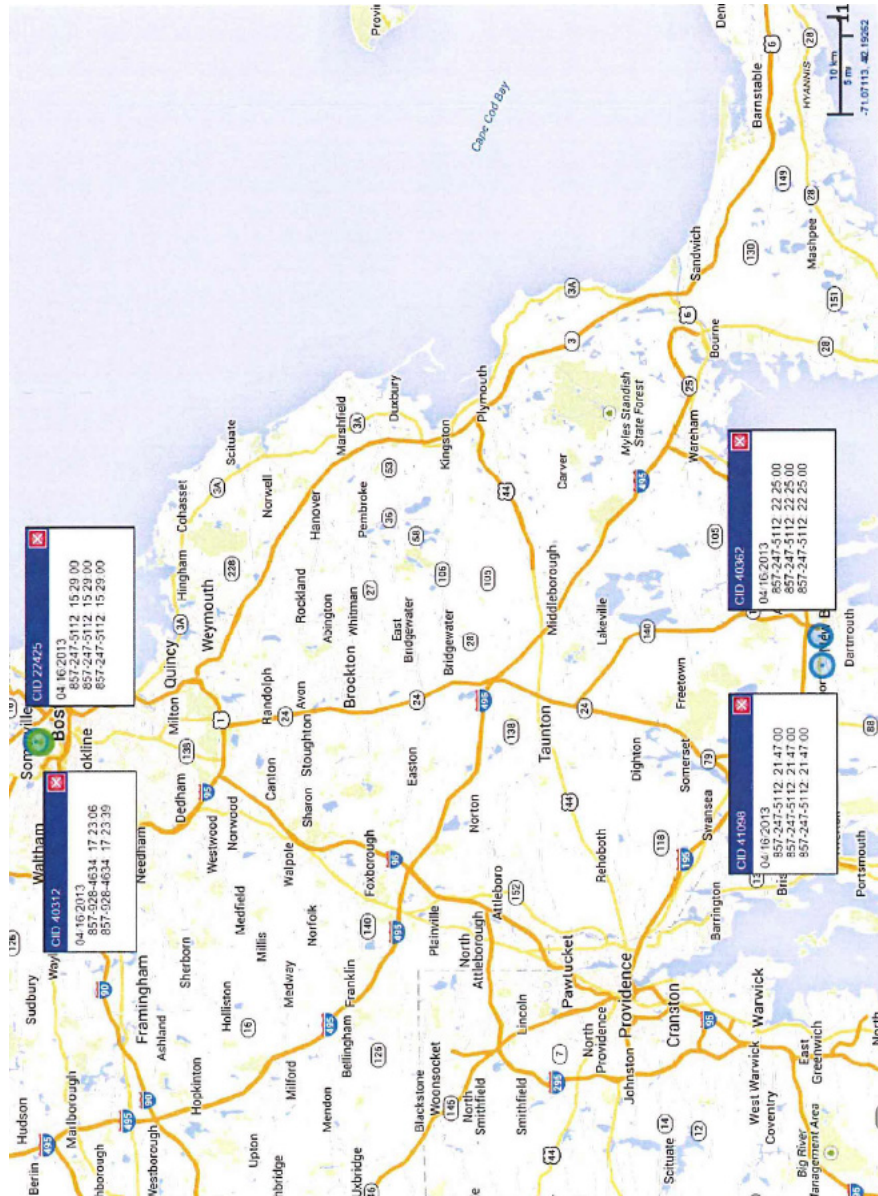 CID 22425
04-16-2013
857-247-5112 15 29 00
857-247-5112 15 29 00
857-247-5112 15 29 00
CID 40312
04-16-2013
857-928-4634 17 23 06
857-928-4634 17 23 39
CID 40362
04-16-2013
857-247-5112 22 25 00
857-247-5112 22 25 00
857-247-5112 22 25 00
CID 41098
04-16-2013
857-247-5112 21 47 00
857-247-5112 21 47 00
857-247-5112 21 47 00
Hudson
Berlin
Marlborough
Sudbury
Waltham
Framingham
Ashland
Westborough
Hopkinton
Sherborn
Holliston
Needham
Dedham
Milton
Quincy
Weymouth
Hingham
Cohasset
Scituate
Norwell
Hanover
Marshfield
Duxbury
Pembroke
Rockland
Abington
Whitman
East
Bridgewater
Bridgewater
Brockton
Avon
Randolph
Canton
Stoughton
Sharon
Norwood
Westwood
Walpole
Medfield
Millis
Norfolk
Medway
Franklin
Bellingham
Milford
Mendon
Upton
Blackstone
Woonsocket
North
Smithfield
Smithfield
Lincoln
North
Providence
Johnston
Providence
Pawtucket
Cranston
Warwick
West Warwick
Coventry
East
Greenwich
Scituate
Big River
Plainville
North
Attleborough
Attleboro
Foxborough
Norton
Easton
Taunton
Rehoboth
Dighton
Somerset
Swansea
Barrington
Portsmouth
Freetown
Lakeville
Middleborough
Kingston
Plymouth
Carver
Myles Standish
State Forest
Wareham
Bourne
Sandwich
Barnstable
Mashpee
HYANNIS
Dartmouth
Cape Cod Bay
10 km
5 mi
-71.07113, 42.19262
11